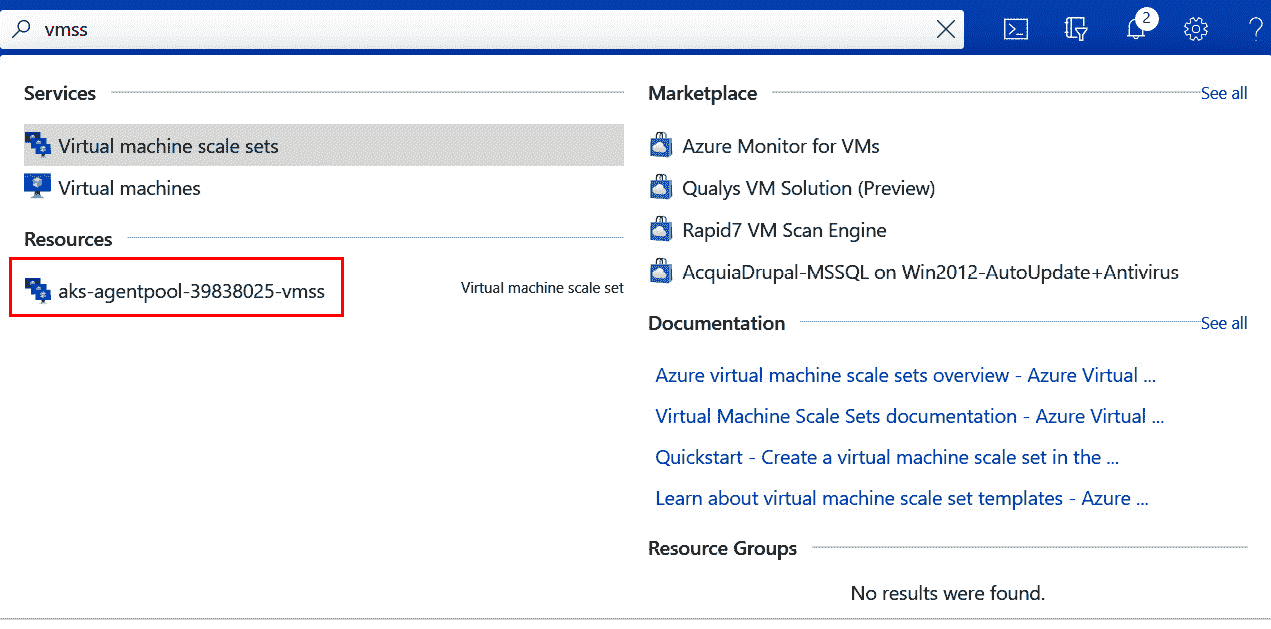 vmss
2
?
Services
Virtual machine scale sets
Virtual machines
Resources
aks-agentpool-39838025-vmss
Virtual machine scale set
Marketplace
See all
Azure Monitor for VMs
Qualys VM Solution (Preview)
Rapid7 VM Scan Engine
AcquiaDrupal-MSSQL on Win2012-AutoUpdate+Antivirus
Documentation
See all
Azure virtual machine scale sets overview - Azure Virtual ...
Virtual Machine Scale Sets documentation - Azure Virtual ...
Quickstart - Create a virtual machine scale set in the ...
Learn about virtual machine scale set templates - Azure ...
Resource Groups
No results were found.